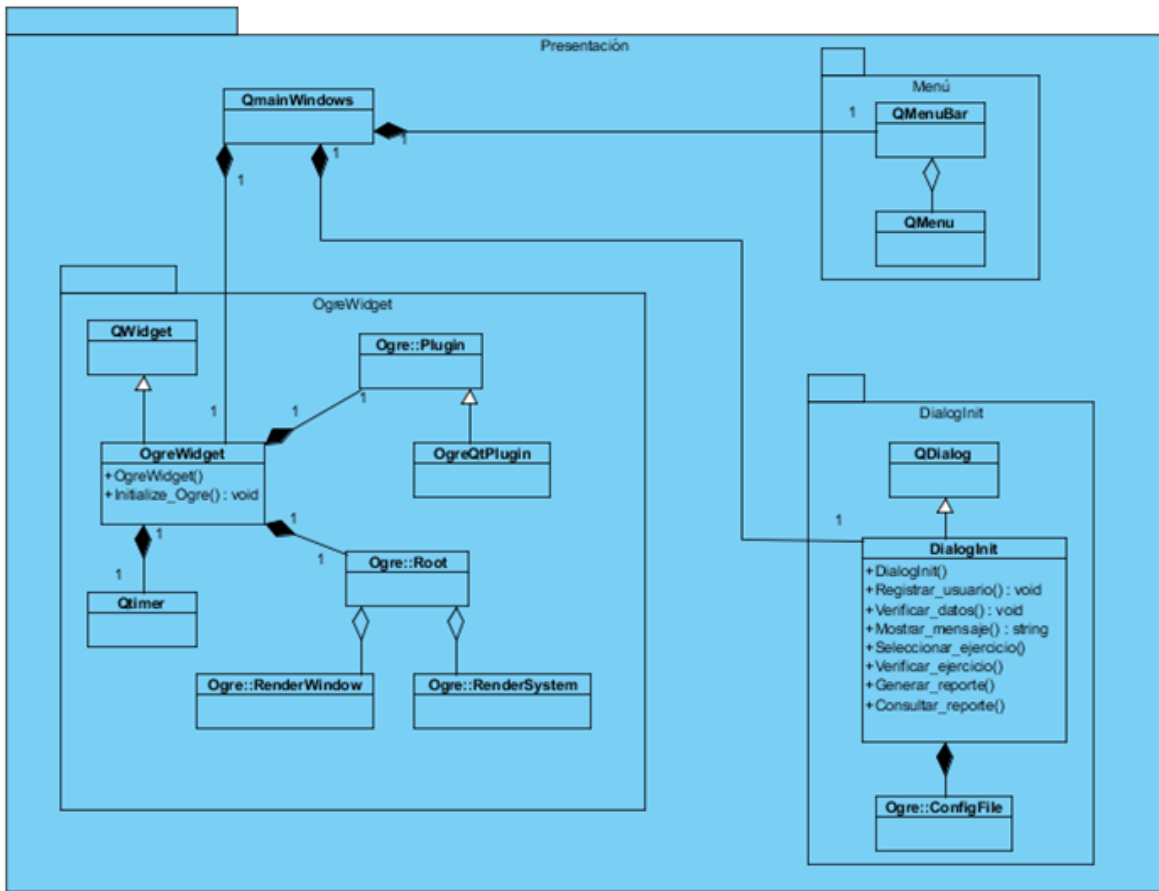 Presentación
QmainWindows
1
1
1
Menú
1
QMenuBar
QMenu
OgreWidget
QWidget
Ogre::Plugin
1
1
1
OgreWidget
+OgreWidget()
+Initialize_Ogre() : void
OgreQtPlugin
1
1
1
1
Ogre::Root
Qtimer
Ogre::RenderWindow
Ogre::RenderSystem
DialogInit
QDialog
1
DialogInit
+DialogInit()
+Registrar_usuario() : void
+Verificar_datos() : void
+Mostrar_mensaje() : string
+Seleccionar_ejercicio()
+Verificar_ejercicio()
+Generar_reporte()
+Consultar_reporte()
Ogre::ConfigFile